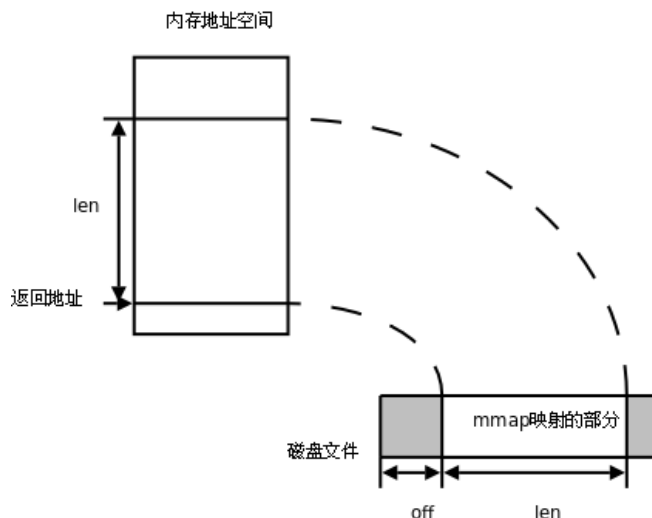 内存地址空间
len
返回地址
mmap映射的部分
磁盘文件
off
len